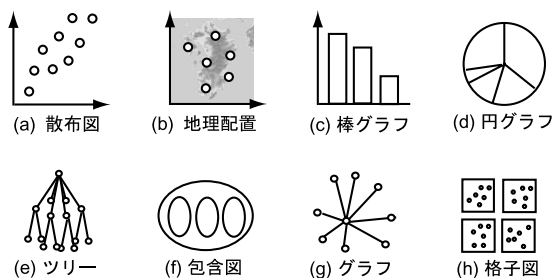 (a) 散布図
(b) 地理配置
(c) 棒グラフ
(d) 円グラフ
(e) ツリー
(f) 包含図
(g) グラフ
(h) 格子図